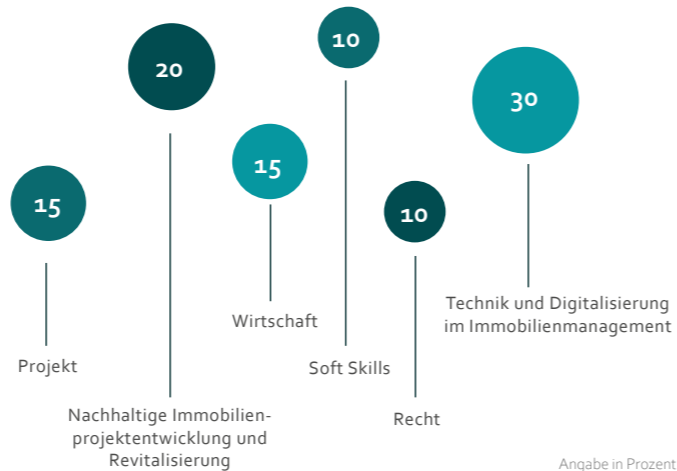 15
Projekt
20
Nachhaltige Immobilien-
projektentwicklung und
Revitalisierung
15
Wirtschaft
10
Soft Skills
10
Recht
30
Technik und Digitalisierung
im Immobilienmanagement
Angabe in Prozent